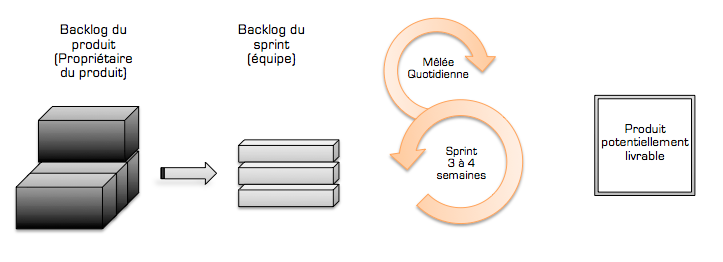 Backlog du
produit
(Propriétaire
du produit)
Backlog du
sprint
(équipe)
Mêlée
Quotidienne
Sprint
3 à 4
semaines
Produit
potentiellement
livrable